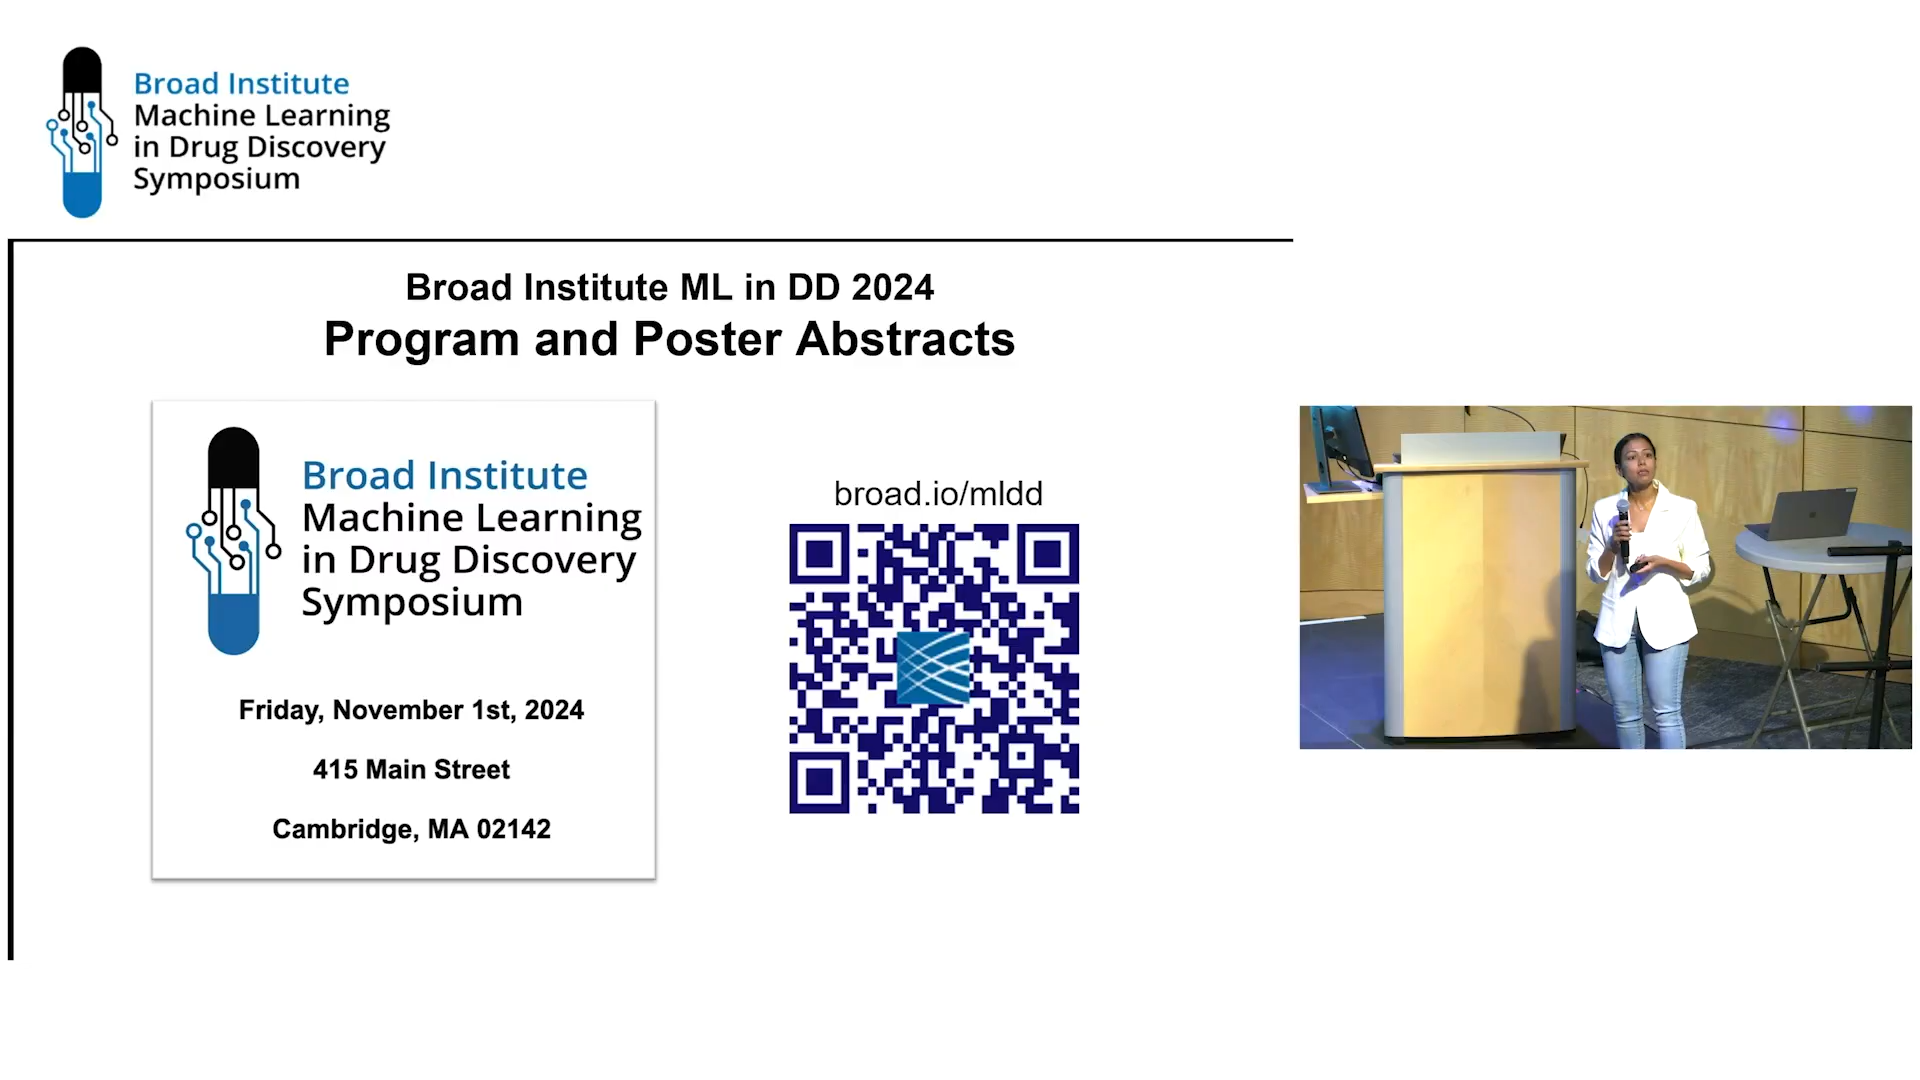 Broad Institute
Machine Learning
in Drug Discovery
Symposium
Broad Institute ML in DD 2024
Program and Poster Abstracts
Broad Institute
Machine Learning
in Drug Discovery
Symposium
Friday, November 1st, 2024
415 Main Street
Cambridge, MA 02142
broad.io/mldd